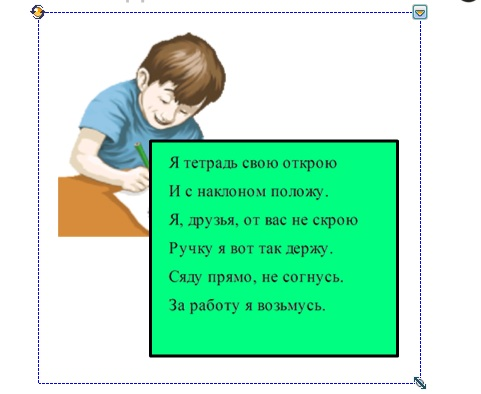 Я тетрадь свою открою
И с наклоном положу.
Я, друзья, от вас не скрою
Ручку я вот так держу.
Сяду прямо, не согнусь.
За работу я возьмусь.